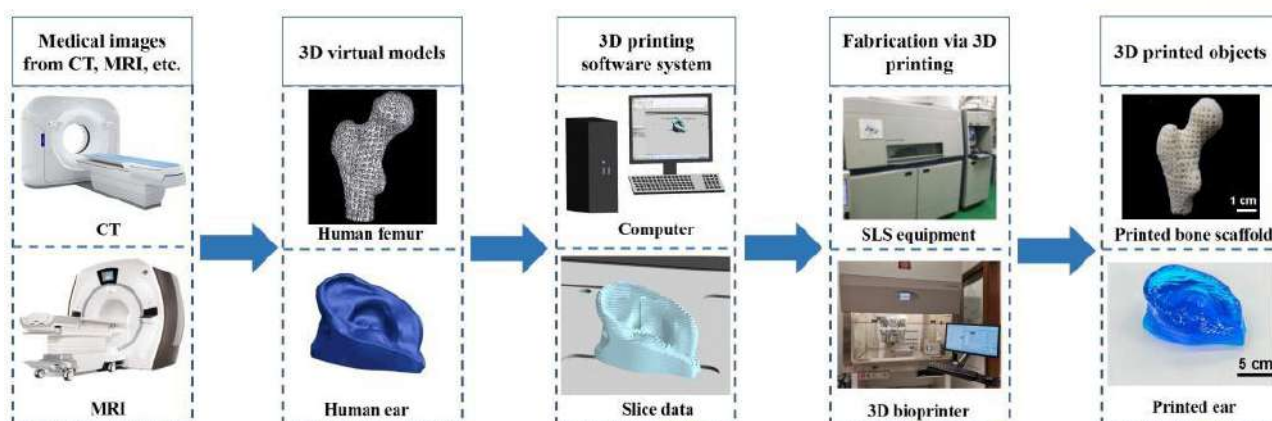 Medical images
from CT, MRI, etc.
3D virtual models
3D printing
software system
Fabrication via 3D
printing
3D printed objects
CT
Human femur
Computer
SLS equipment
1 cm
Printed bone scaffold
MRI
Human ear
Slice data
3D bioprinter
5 cm
Printed ear